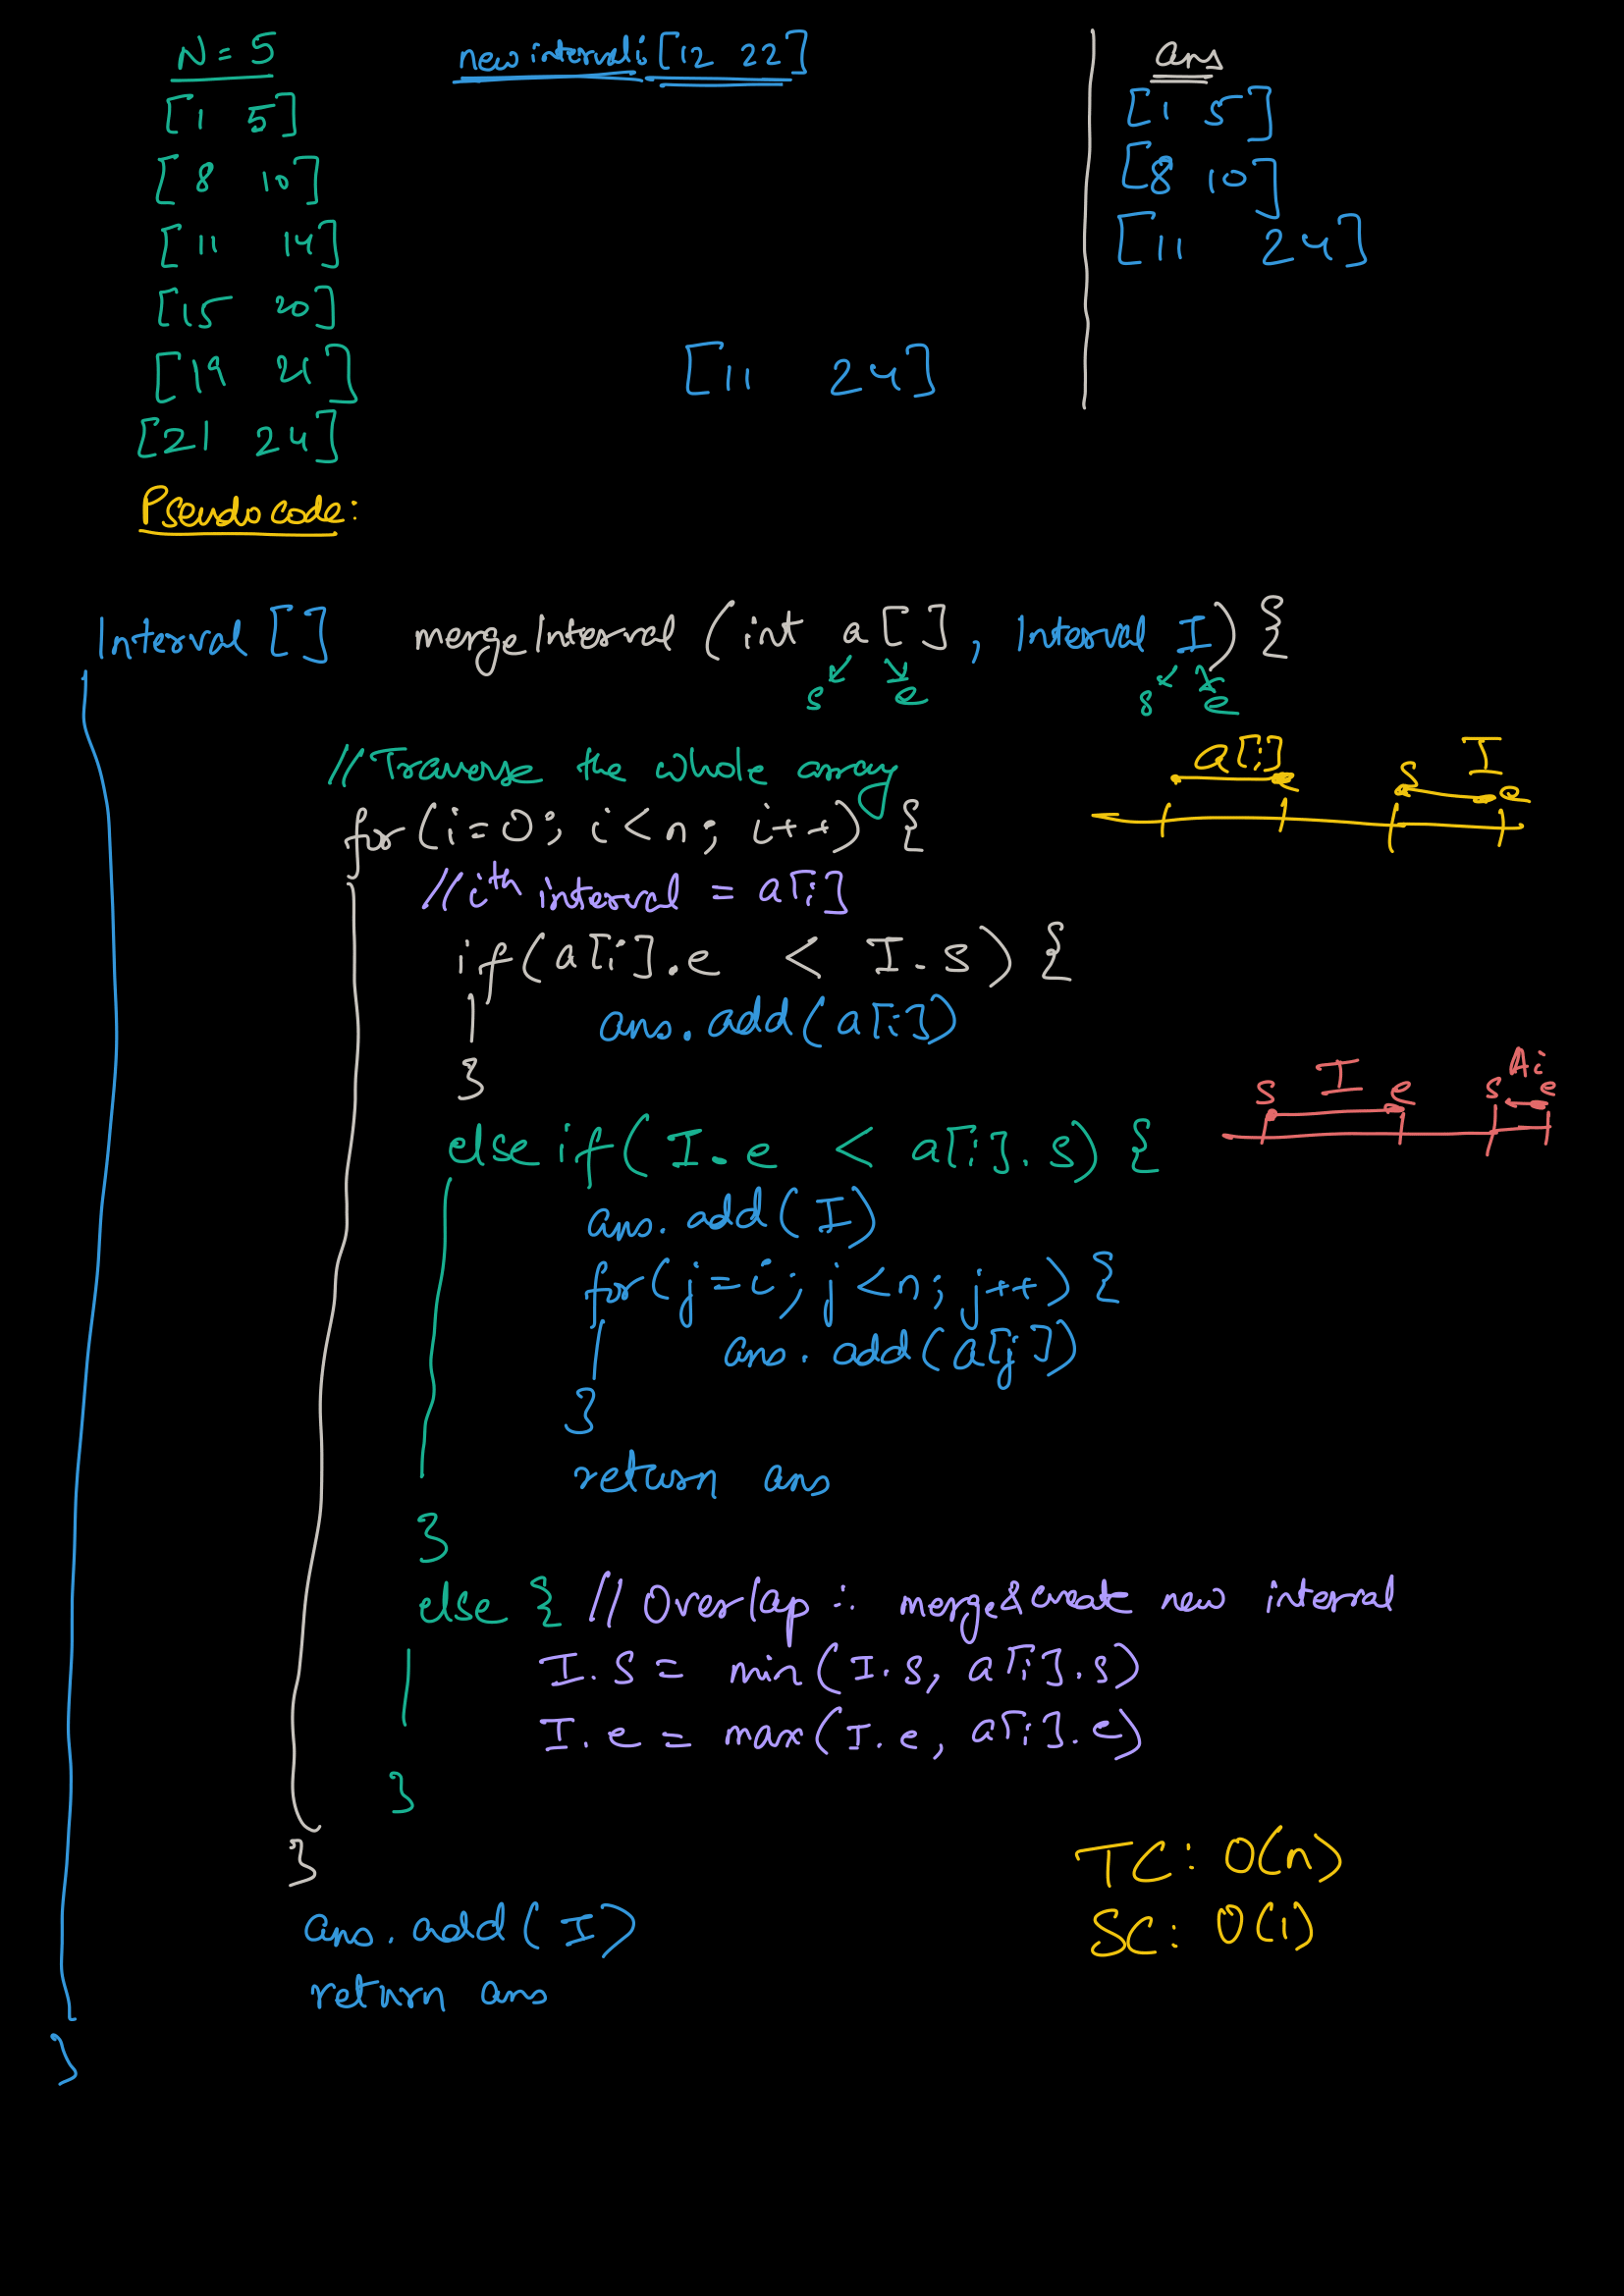 N = 5
new interval: [12 22]
ans
[1 5]
[8 10]
[11 14]
[15 20]
[19 21]
[21 24]
[11 24]
[1 5]
[8 10]
[11 24]
Pseudo code:
Interval [] mergeInterval (int a[], Interval I) {
s e s e
// Traverse the whole array
a[i] e s I e
for (i=0; i<n; i++) {
// ith interval = a[i]
if (a[i].e < I.s) {
ans.add(a[i])
}
s I e s Ai e
else if (I.e < a[i].s) {
ans.add(I)
for (j=i; j<n; j++) {
ans.add(a[j])
}
return ans
}
else { // Overlap ∴ merge & create new interval
I.s = min(I.s, a[i].s)
I.e = max(I.e, a[i].e)
}
}
TC: O(n)
SC: O(1)
ans.add(I)
return ans
}